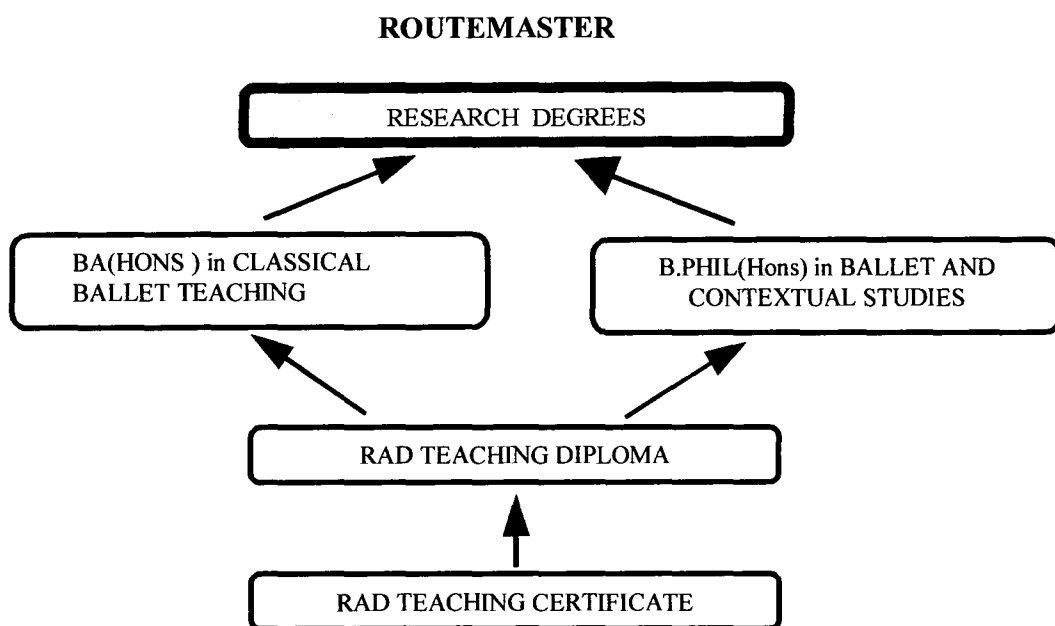 ROUTEMASTER
RESEARCH DEGREES
BA(HONS ) in CLASSICAL
BALLET TEACHING
B.PHIL(Hons) in BALLET AND
CONTEXTUAL STUDIES
RAD TEACHING DIPLOMA
RAD TEACHING CERTIFICATE